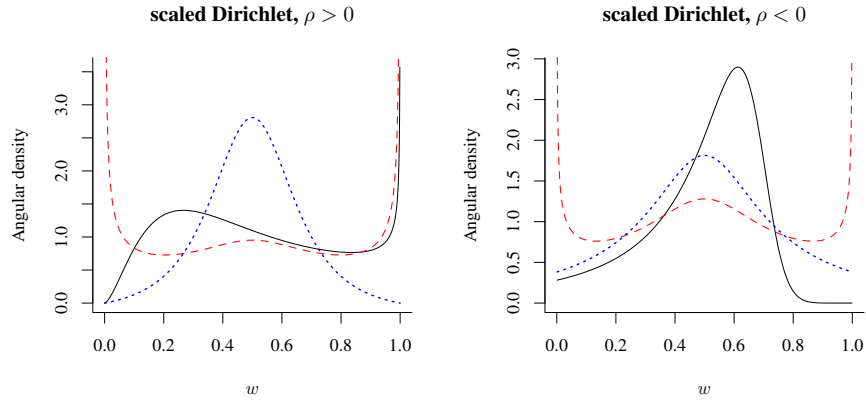 scaled Dirichlet, ρ > 0
Angular density
0.0 1.0 2.0 3.0
0.0 0.2 0.4 0.6 0.8 1.0
w
scaled Dirichlet, ρ < 0
Angular density
0.0 0.5 1.0 1.5 2.0 2.5 3.0
0.0 0.2 0.4 0.6 0.8 1.0
w